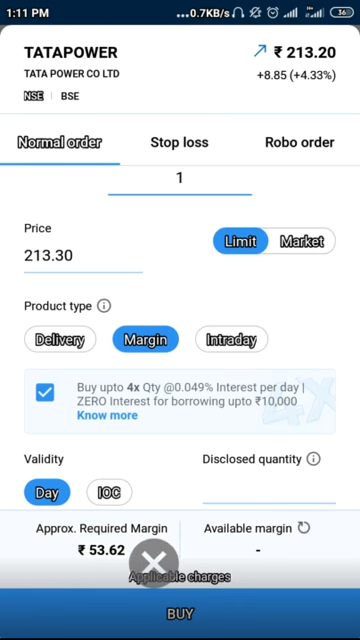 1:11 PM
...0.7KB/s
36
TATAPOWER
₹ 213.20
TATA POWER CO LTD
+8.85 (+4.33%)
NSE | BSE
Normal order Stop loss Robo order
1
Price
213.30
Limit Market
Product type
Delivery Margin Intraday
Buy upto 4x Qty @0.049% Interest per day |
ZERO Interest for borrowing upto ₹10,000
Know more
4X
Validity Disclosed quantity
Day IOC
Approx. Required Margin Available margin
₹ 53.62 -
Applicable charges
BUY